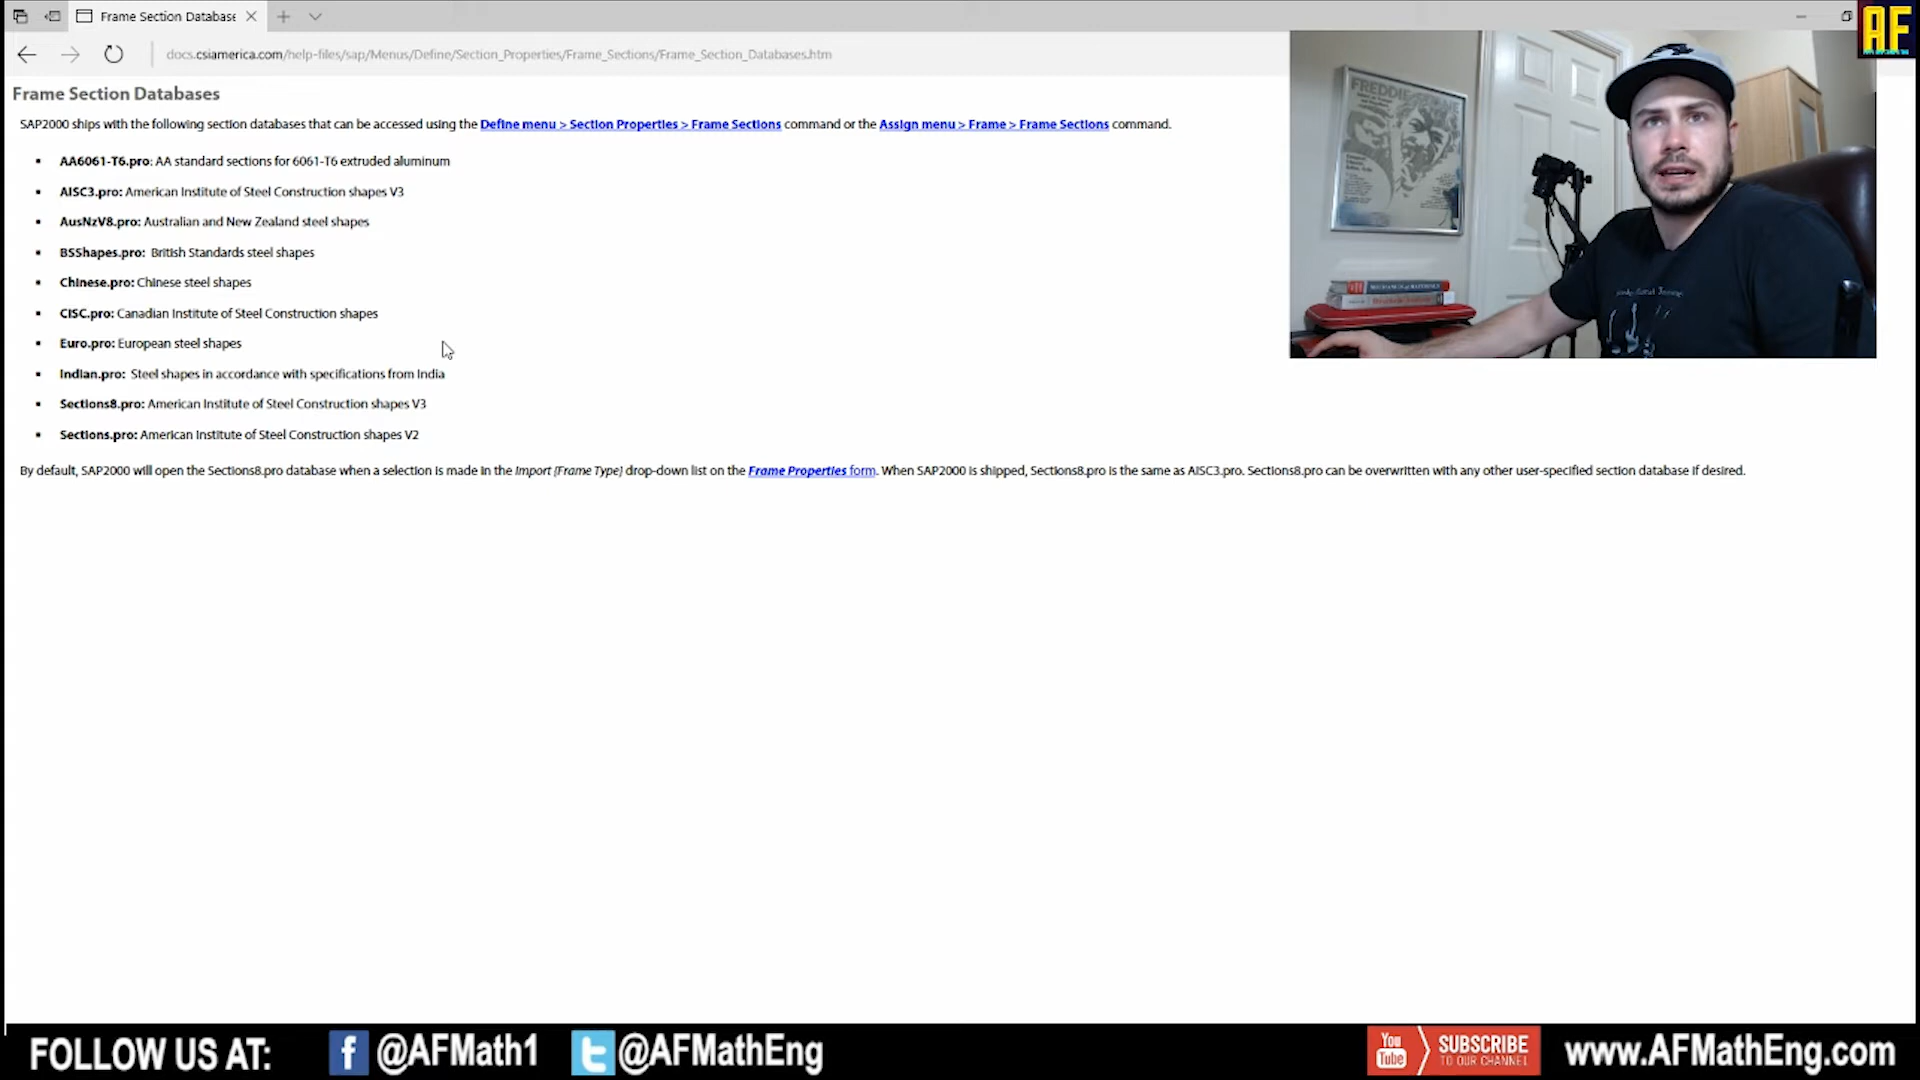 Frame Section Database
AF
docs.csiamerica.com/help-files/sap/Menus/Define/Section_Properties/Frame_Sections/Frame_Section_Databases.htm
Frame Section Databases
SAP2000 ships with the following section databases that can be accessed using the Define menu > Section Properties > Frame Sections command or the Assign menu > Frame > Frame Sections command.
AA6061-T6.pro: AA standard sections for 6061-T6 extruded aluminum
AISC3.pro: American Institute of Steel Construction shapes V3
AusNzV8.pro: Australian and New Zealand steel shapes
BSShapes.pro: British Standards steel shapes
Chinese.pro: Chinese steel shapes
CISC.pro: Canadian Institute of Steel Construction shapes
Euro.pro: European steel shapes
Indian.pro: Steel shapes in accordance with specifications from India
Sections8.pro: American Institute of Steel Construction shapes V3
Sections.pro: American Institute of Steel Construction shapes V2
By default, SAP2000 will open the Sections8.pro database when a selection is made in the Import {Frame Type} drop-down list on the Frame Properties form. When SAP2000 is shipped, Sections8.pro is the same as AISC3.pro. Sections8.pro can be overwritten with any other user-specified section database if desired.
FREDDIE
MECHANICS OF MATERIALS
FOLLOW US AT: f @AFMath1 @AFMathEng You Tube SUBSCRIBE www.AFMathEng.com
TO OUR CHANNEL